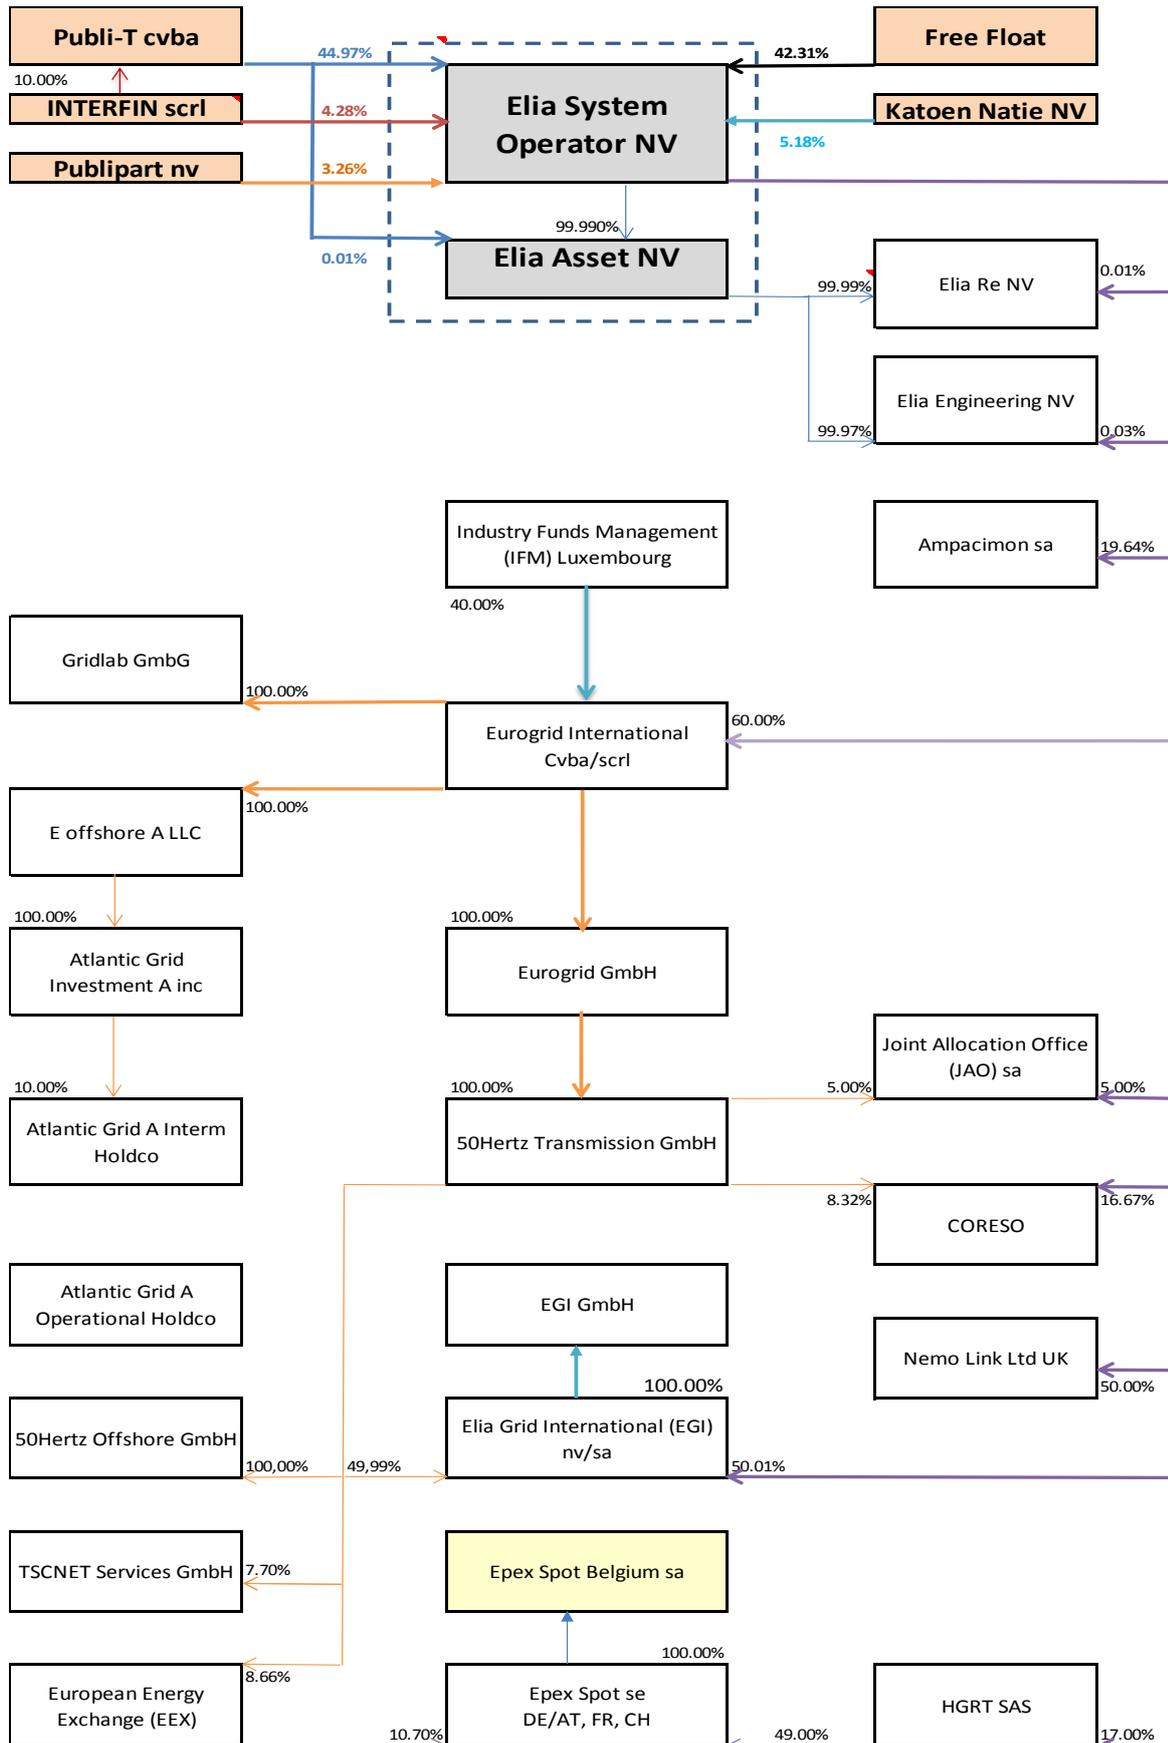 Publi-T cvba
44.97%
42.31%
Free Float
10.00%
INTERFIN scrl
4.28%
Elia System
Operator NV
5.18%
Katoen Natie NV
Publipart nv
3.26%
99.990%
0.01%
Elia Asset NV
99.99%
Elia Re NV
0.01%
Elia Engineering NV
99.97%
0.03%
Industry Funds Management
(IFM) Luxembourg
40.00%
Ampacimon sa
19.64%
Gridlab GmbG
100.00%
Eurogrid International
Cvba/scrl
60.00%
E offshore A LLC
100.00%
100.00%
Atlantic Grid
Investment A inc
100.00%
Eurogrid GmbH
10.00%
Atlantic Grid A Interm
Holdco
100.00%
50Hertz Transmission GmbH
5.00%
Joint Allocation Office
(JAO) sa
5.00%
8.32%
CORESO
16.67%
Atlantic Grid A
Operational Holdco
EGI GmbH
Nemo Link Ltd UK
50.00%
100.00%
50Hertz Offshore GmbH
100,00%
49,99%
Elia Grid International (EGI)
nv/sa
50.01%
TSCNET Services GmbH
7.70%
Epex Spot Belgium sa
100.00%
European Energy
Exchange (EEX)
8.66%
10.70%
Epex Spot se
DE/AT, FR, CH
49.00%
HGRT SAS
17.00%